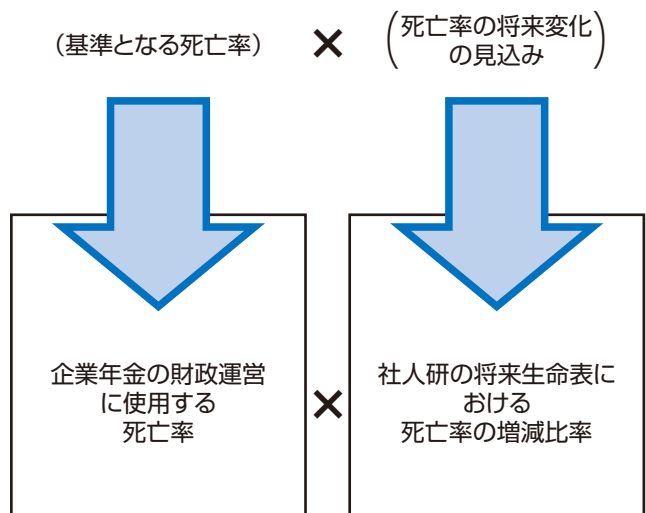 (基準となる死亡率)
×
(死亡率の将来変化
の見込み)
企業年金の財政運営
に使用する
死亡率
×
社人研の将来生命表に
おける
死亡率の増減比率